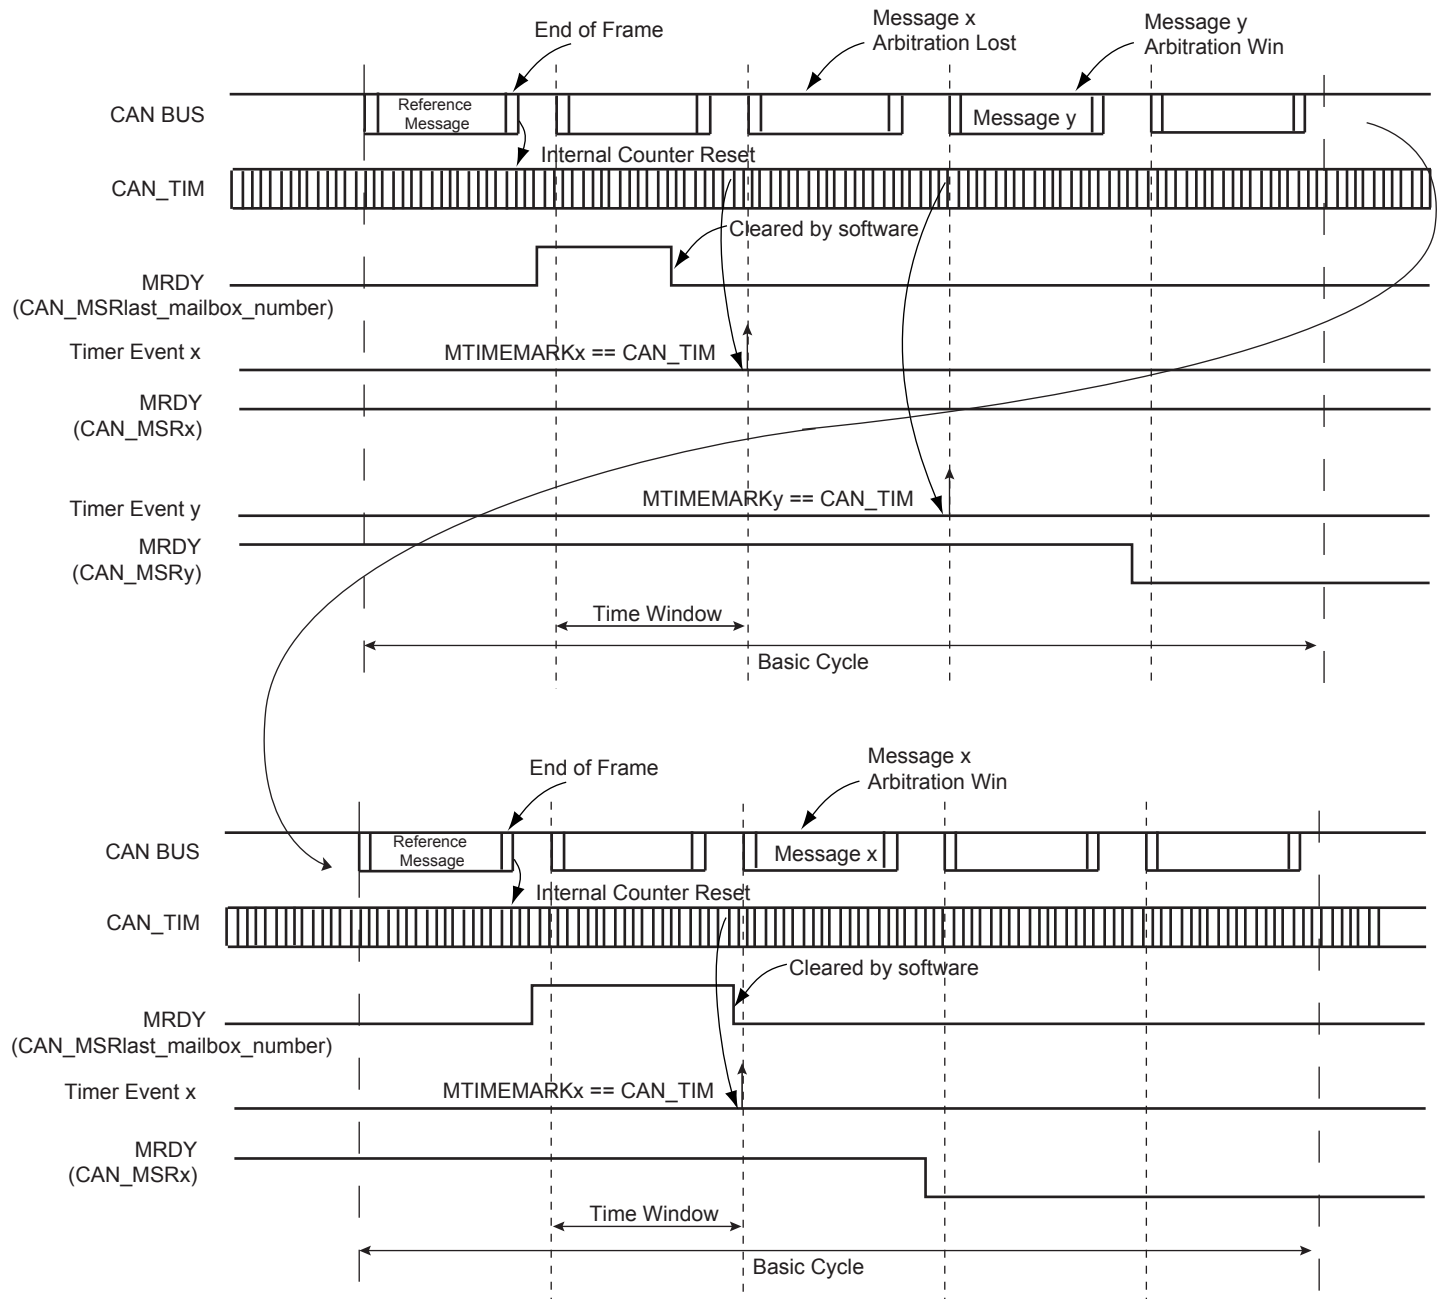 End of Frame
Message x
Arbitration Lost
Message y
Arbitration Win
CAN BUS
Reference
Message
Message y
Internal Counter Reset
CAN_TIM
Cleared by software
MRDY
(CAN_MSRlast_mailbox_number)
Timer Event x
MTIMEMARKx == CAN_TIM
MRDY
(CAN_MSRx)
Timer Event y
MTIMEMARKy == CAN_TIM
MRDY
(CAN_MSRy)
Time Window
Basic Cycle
End of Frame
Message x
Arbitration Win
CAN BUS
Reference
Message
Message x
Internal Counter Reset
CAN_TIM
Cleared by software
MRDY
(CAN_MSRlast_mailbox_number)
Timer Event x
MTIMEMARKx == CAN_TIM
MRDY
(CAN_MSRx)
Time Window
Basic Cycle